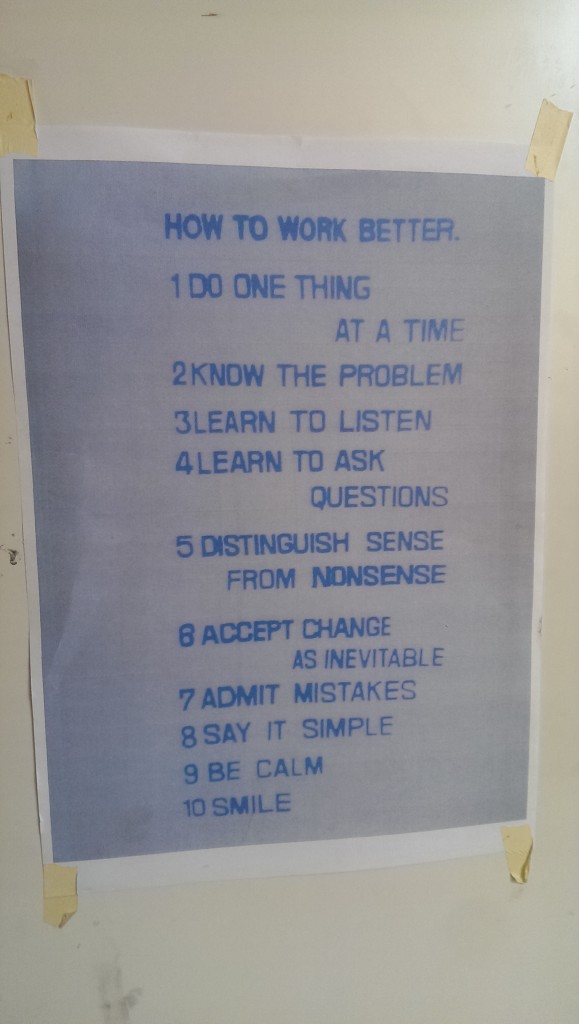 HOW TO WORK BETTER.
1 DO ONE THING
AT A TIME
2 KNOW THE PROBLEM
3 LEARN TO LISTEN
4 LEARN TO ASK
QUESTIONS
5 DISTINGUISH SENSE
FROM NONSENSE
6 ACCEPT CHANGE
AS INEVITABLE
7 ADMIT MISTAKES
8 SAY IT SIMPLE
9 BE CALM
10 SMILE